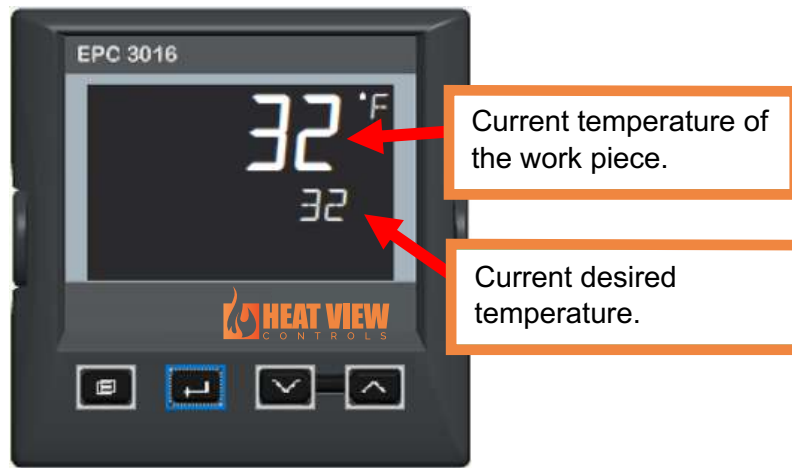 EPC 3016
32 °F
Current temperature of
the work piece.
32
Current desired
temperature.
HEAT VIEW
CONTROLS